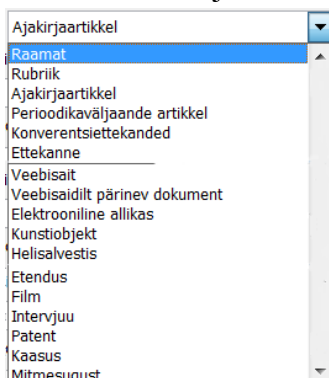 Ajakirjaartikkel
Raamat
Rubriik
Ajakirjaartikkel
Perioodikaväljaande artikkel
Konverentsiettekanded
Ettekanne
Veebisait
Veebisaidilt pärinev dokument
Elektrooniline allikas
Kunstiobjekt
Helisalvestis
Etendus
Film
Intervjuu
Patent
Kaasus
Mitmesugust